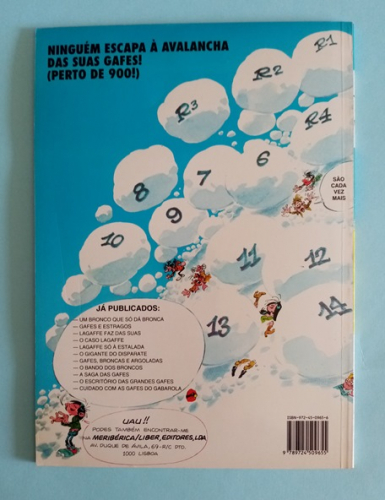 NINGUÉM ESCAPA À AVALANCHA
DAS SUAS GAFES!
(PERTO DE 900!)
R1
R2
R3
R4
6
7
8
9
10
SÃO
CADA
VEZ
MAIS
11
12
13
14
JÁ PUBLICADOS:
— UM BRONCO QUE SÓ DÁ BRONCA
— GAFES E ESTRAGOS
— LAGAFFE FAZ DAS SUAS
— O CASO LAGAFFE
— LAGAFFE SÓ À ESTALADA
— O GIGANTE DO DISPARATE
— GAFES, BRONCAS E ARGOLADAS
— O BANDO DOS BRONCOS
— A SAGA DAS GAFES
— O ESCRITÓRIO DAS GRANDES GAFES
— CUIDADO COM AS GAFES DO GABAROLA
UAU!!
PODES TAMBÉM ENCONTRAR-ME
NA MERIBÉRICA/LIBER, EDITORES, LDA
AV. DUQUE DE ÁVILA, 69-R/C DTO.
1000 LISBOA